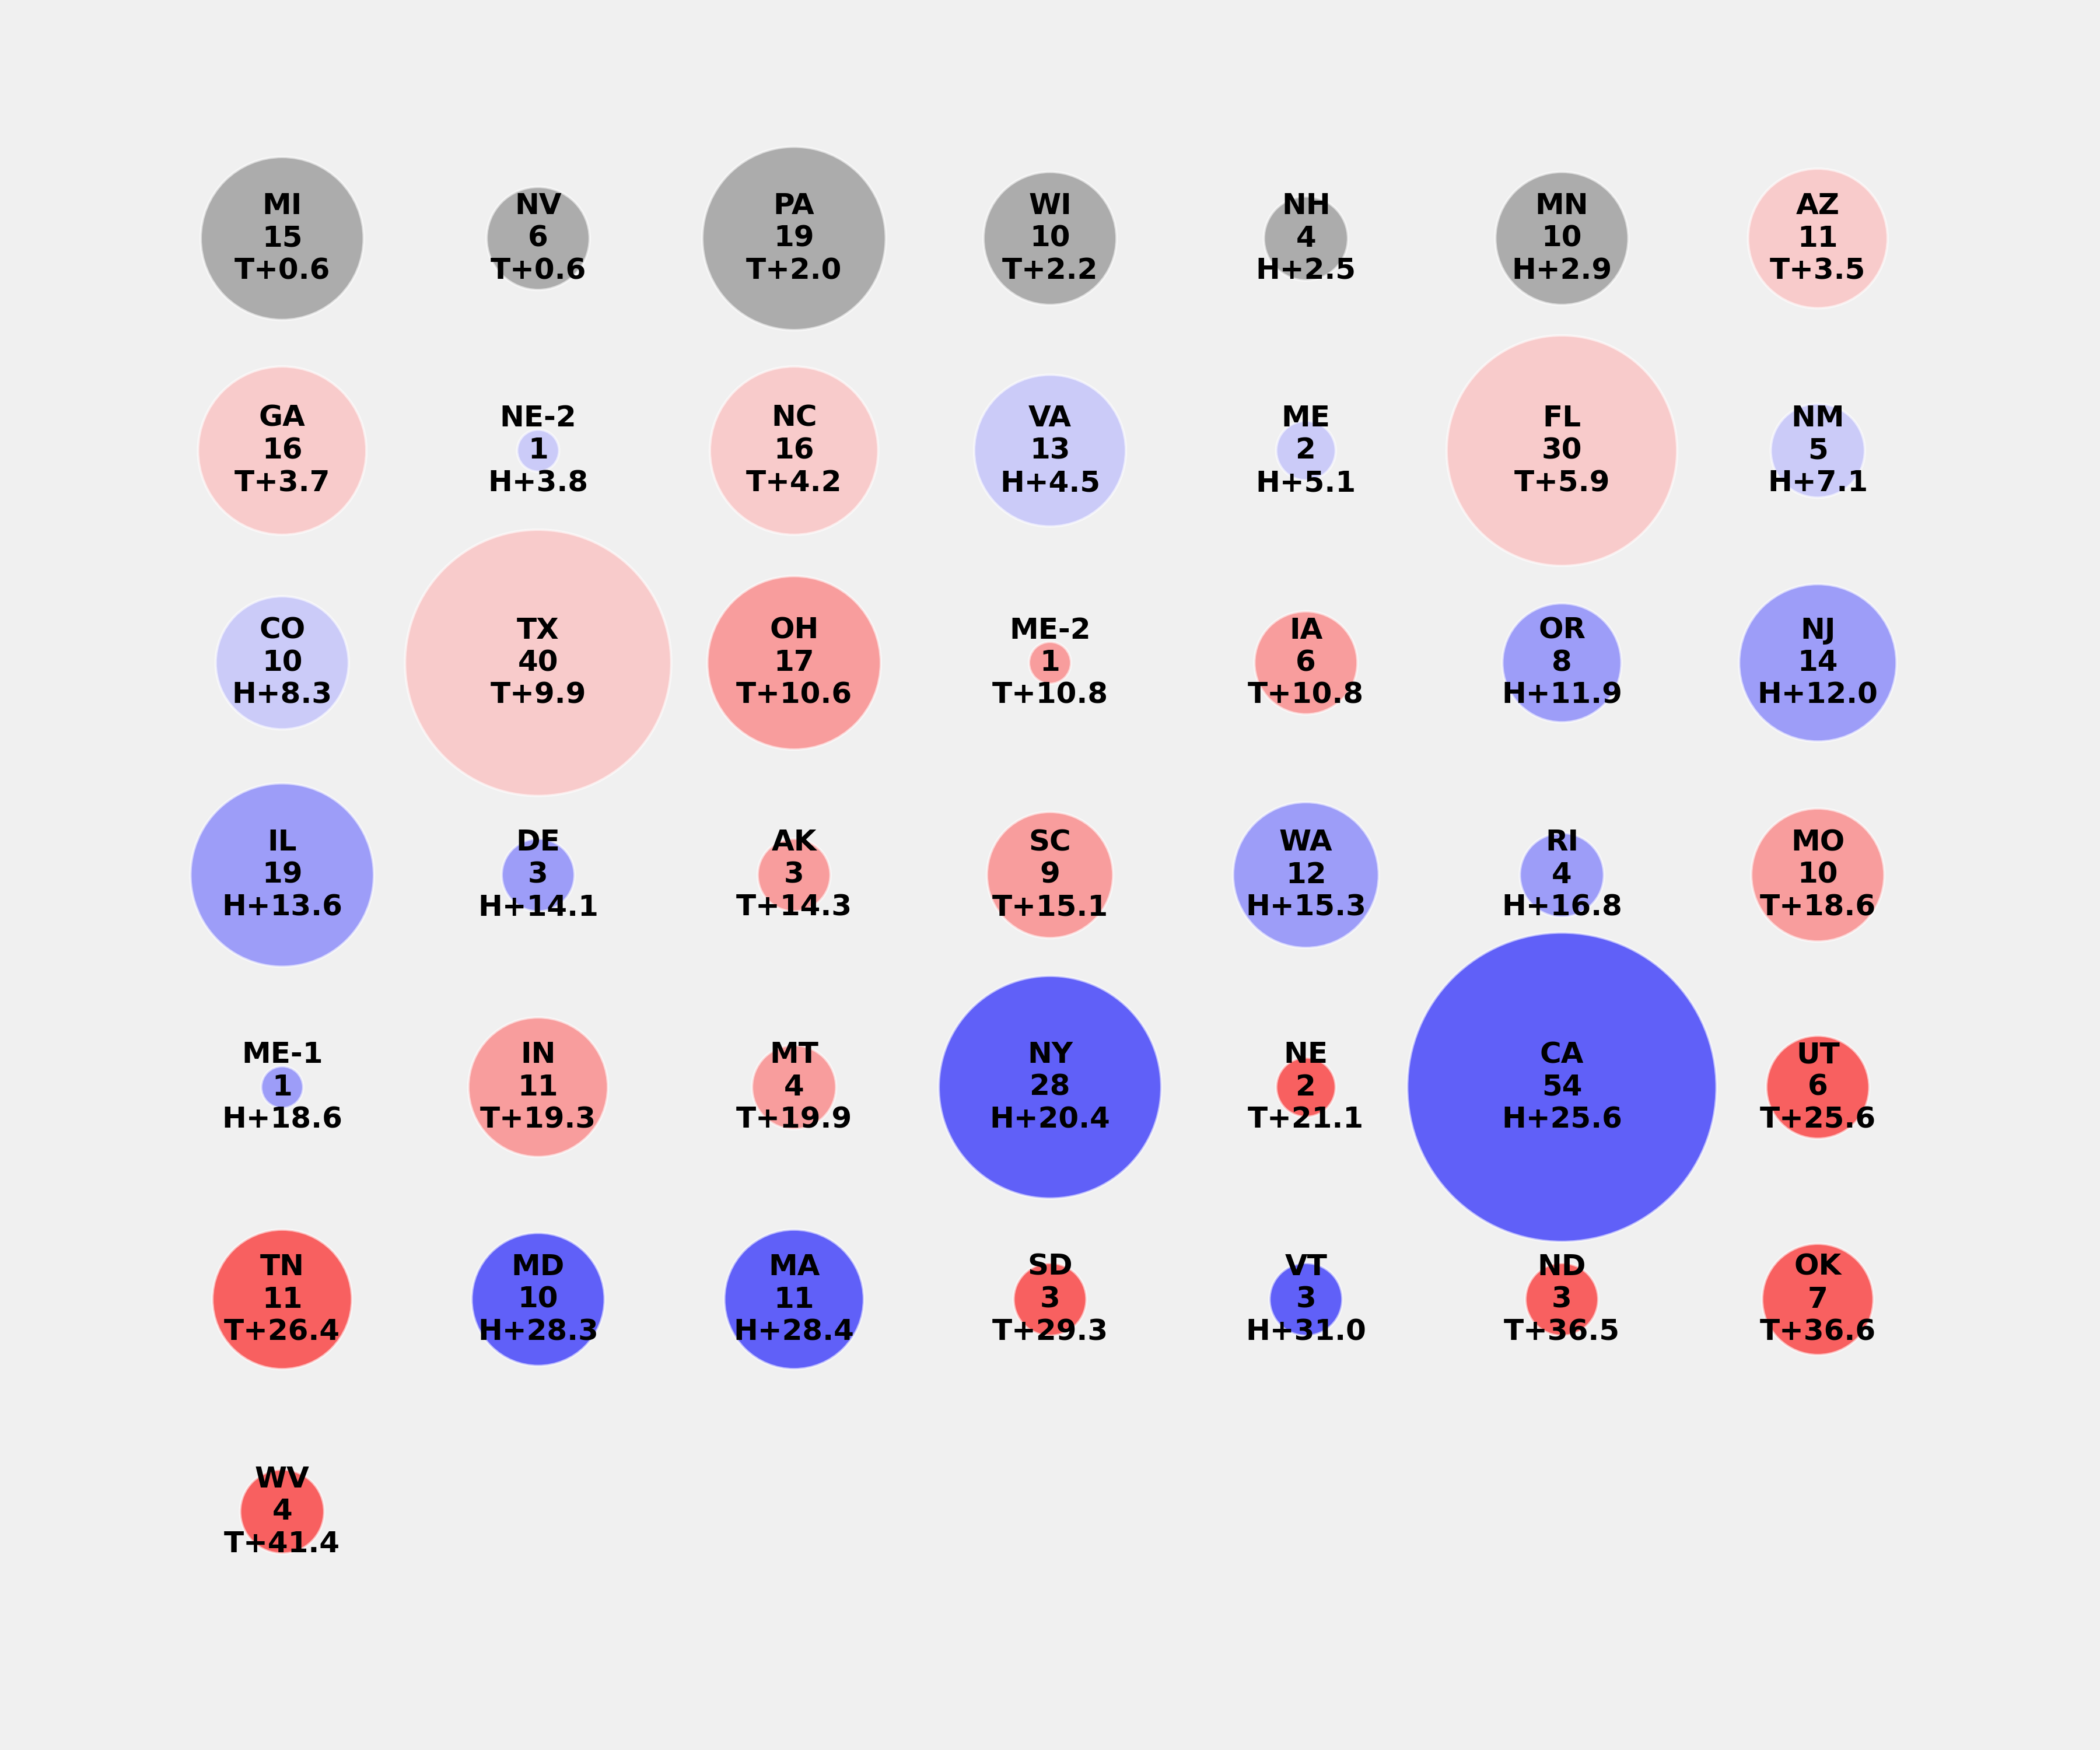 MI
15
T+0.6
NV
6
T+0.6
PA
19
T+2.0
WI
10
T+2.2
NH
4
H+2.5
MN
10
H+2.9
AZ
11
T+3.5
GA
16
T+3.7
NE-2
1
H+3.8
NC
16
T+4.2
VA
13
H+4.5
ME
2
H+5.1
FL
30
T+5.9
NM
5
H+7.1
CO
10
H+8.3
TX
40
T+9.9
OH
17
T+10.6
ME-2
1
T+10.8
IA
6
T+10.8
OR
8
H+11.9
NJ
14
H+12.0
IL
19
H+13.6
DE
3
H+14.1
AK
3
T+14.3
SC
9
T+15.1
WA
12
H+15.3
RI
4
H+16.8
MO
10
T+18.6
ME-1
1
H+18.6
IN
11
T+19.3
MT
4
T+19.9
NY
28
H+20.4
NE
2
T+21.1
CA
54
H+25.6
UT
6
T+25.6
TN
11
T+26.4
MD
10
H+28.3
MA
11
H+28.4
SD
3
T+29.3
VT
3
H+31.0
ND
3
T+36.5
OK
7
T+36.6
WV
4
T+41.4